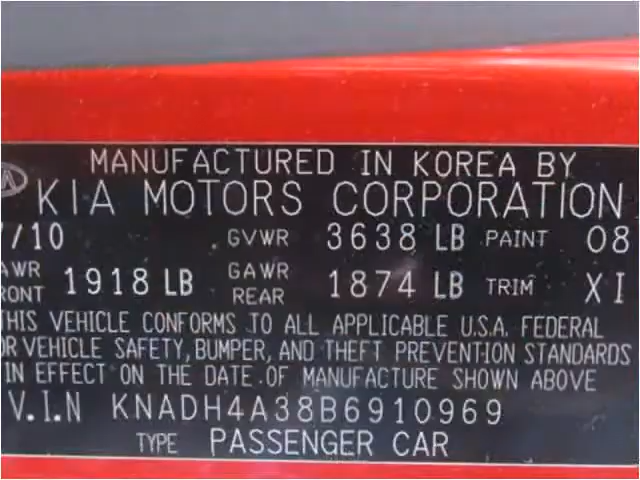 MANUFACTURED IN KOREA BY
KIA MOTORS CORPORATION
/10 GVWR 3638 LB PAINT 08
AWR FRONT 1918 LB GAWR REAR 1874 LB TRIM XI
THIS VEHICLE CONFORMS TO ALL APPLICABLE U.S.A. FEDERAL
OR VEHICLE SAFETY, BUMPER, AND THEFT PREVENTION STANDARDS
IN EFFECT ON THE DATE OF MANUFACTURE SHOWN ABOVE
V.I.N KNADH4A38B6910969
TYPE PASSENGER CAR